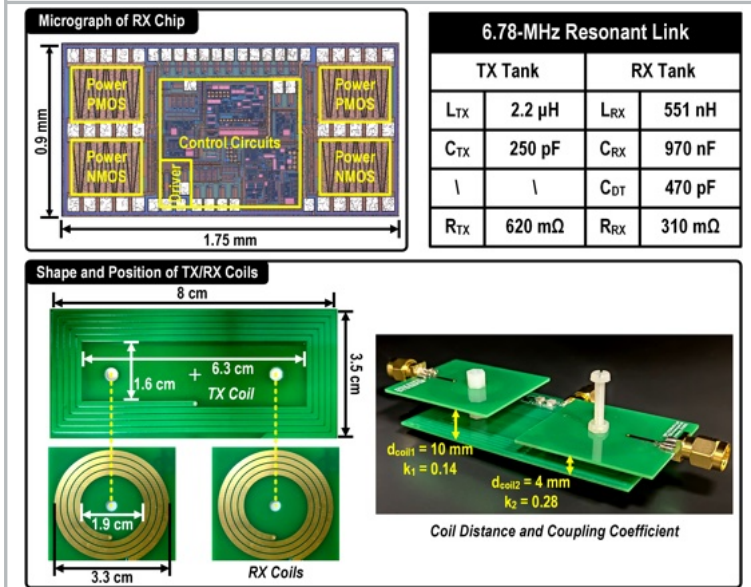 Micrograph of RX Chip
Power
PMOS
Power
PMOS
Control Circuits
Power
NMOS
Driver
Power
NMOS
0.9 mm
1.75 mm
6.78-MHz Resonant Link
TX Tank RX Tank
LTX 2.2 µH LRX 551 nH
CTX 250 pF CRX 970 nF
\ \ CDT 470 pF
RTX 620 mΩ RRX 310 mΩ
Shape and Position of TX/RX Coils
8 cm
6.3 cm
1.6 cm
+
TX Coil
3.5 cm
1.9 cm
3.3 cm
RX Coils
dcoil1 = 10 mm
k1 = 0.14
dcoil2 = 4 mm
k2 = 0.28
Coil Distance and Coupling Coefficient